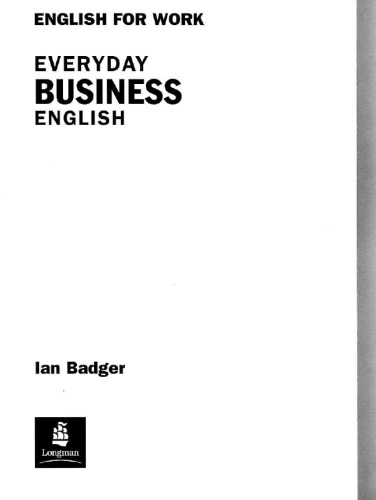 ENGLISH FOR WORK
EVERYDAY
BUSINESS
ENGLISH
Ian Badger
Longman